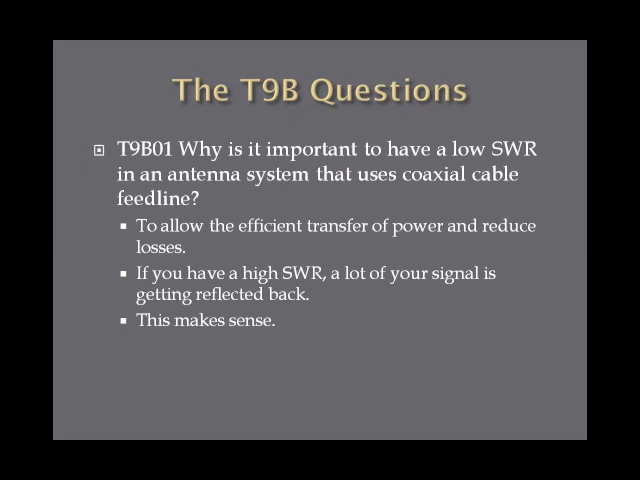 The T9B Questions
T9B01 Why is it important to have a low SWR
in an antenna system that uses coaxial cable
feedline?
To allow the efficient transfer of power and reduce
losses.
If you have a high SWR, a lot of your signal is
getting reflected back.
This makes sense.